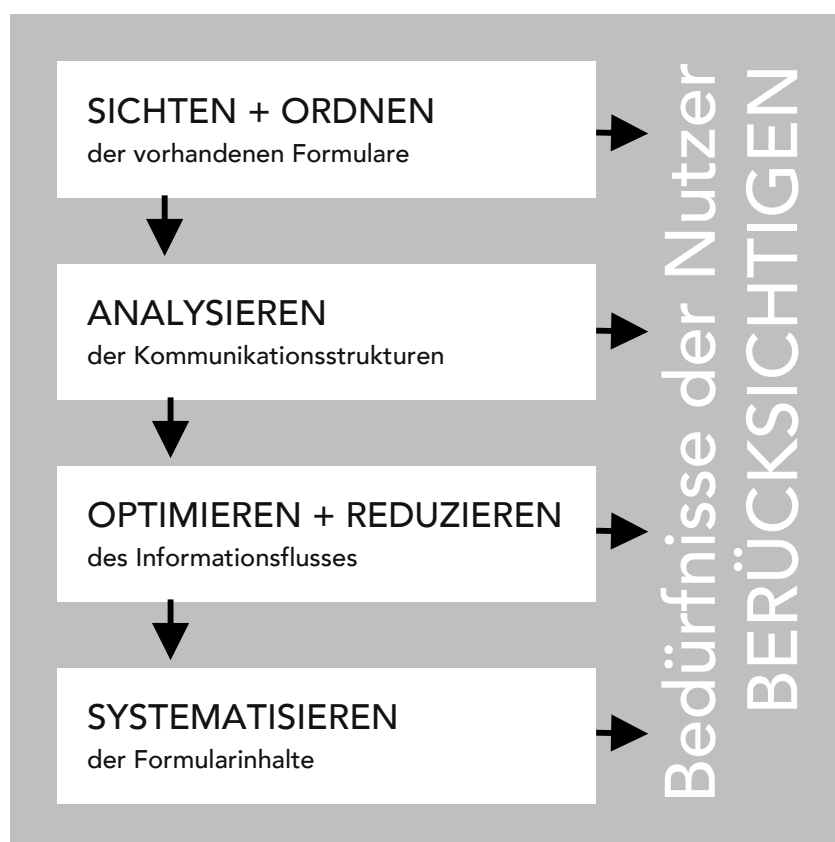 SICHTEN + ORDNEN
der vorhandenen Formulare
ANALYSIEREN
der Kommunikationsstrukturen
OPTIMIEREN + REDUZIEREN
des Informationsflusses
SYSTEMATISIEREN
der Formularinhalte
Bedürfnisse der Nutzer
BERÜCKSICHTIGEN